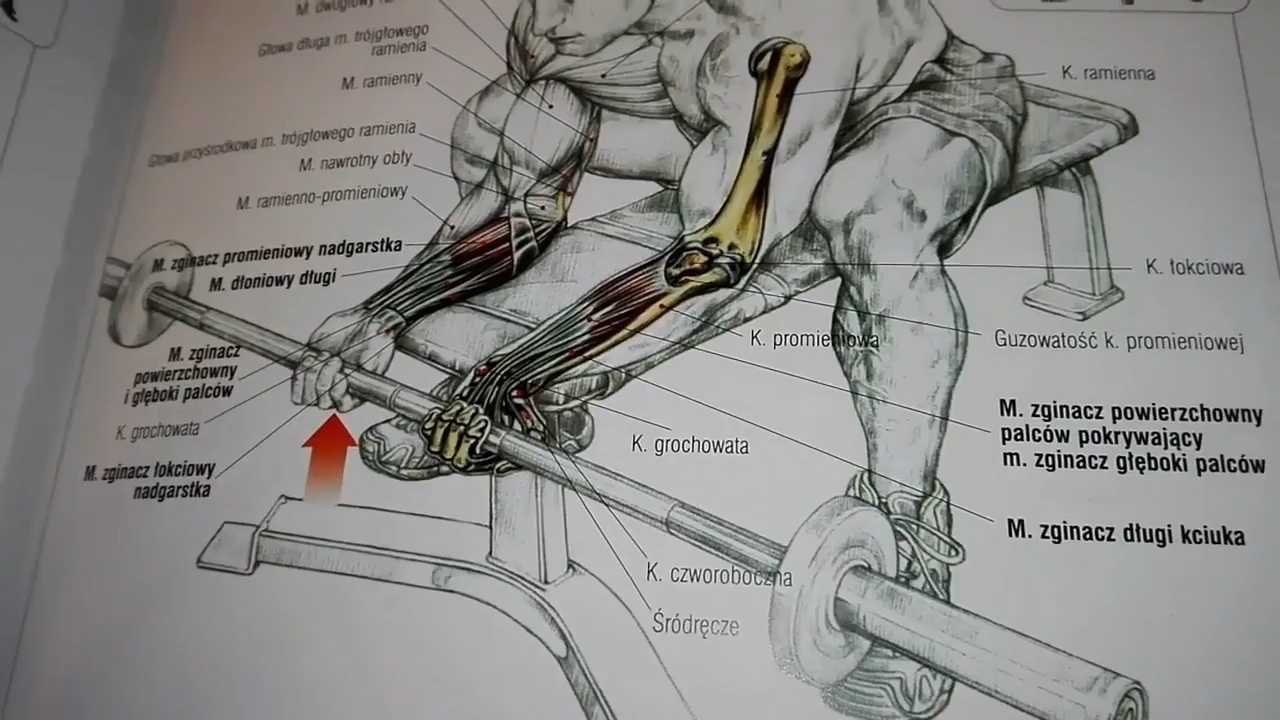 Głowa długa m. trójgłowego
ramienia
M. ramienny
Głowa przyśrodkowa m. trójgłowego ramienia
M. nawrotny obły
M. ramienno-promieniowy
M. zginacz promieniowy nadgarstka
M. dłoniowy długi
M. zginacz
powierzchowny
i głęboki palców
K. grochowata
M. zginacz łokciowy
nadgarstka
K. ramienna
K. łokciowa
Guzowatość k. promieniowej
K. promieniowa
M. zginacz powierzchowny
palców pokrywający
m. zginacz głęboki palców
K. grochowata
M. zginacz długi kciuka
K. czworoboczna
Śródręcze